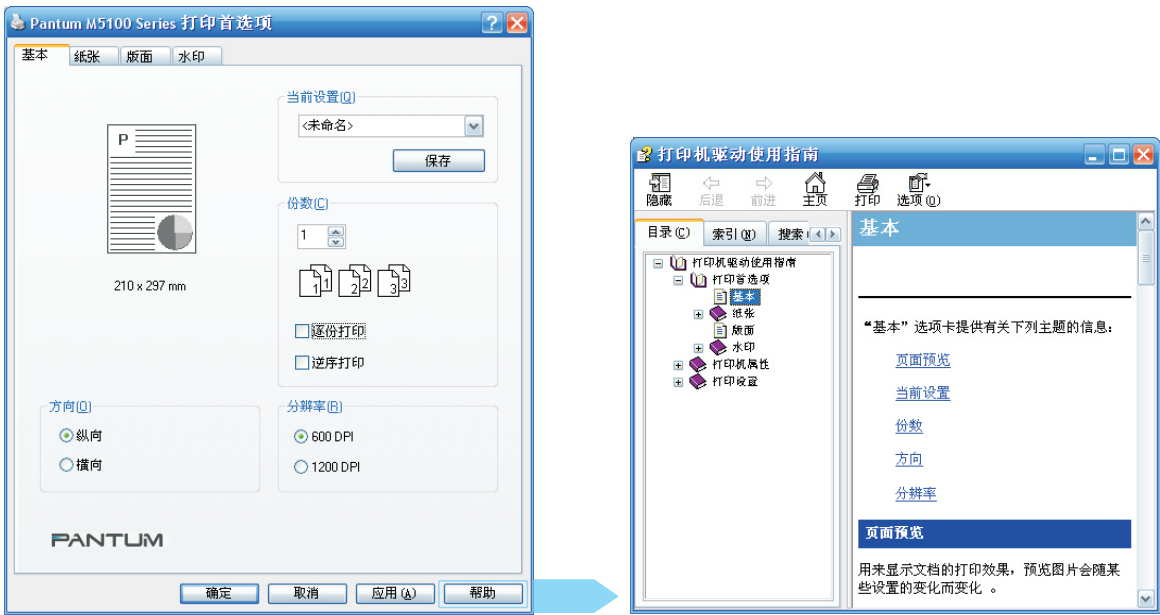 Pantum M5100 Series 打印首选项
基本 纸张 版面 水印
P
210 x 297 mm
当前设置(Q)
<未命名>
保存
份数(C)
1
1 1 2 2 3 3
逐份打印
逆序打印
方向(O)
纵向
横向
分辨率(R)
600 DPI
1200 DPI
PANTUM
确定 取消 应用(A) 帮助
打印机驱动使用指南
隐藏 后退 前进 主页 打印 选项(O)
目录(C) 索引(N) 搜索
打印机驱动使用指南
打印首选项
基本
纸张
版面
水印
打印机属性
打印设置
基本
“基本”选项卡提供有关下列主题的信息:
页面预览
当前设置
份数
方向
分辨率
页面预览
用来显示文档的打印效果，预览图片会随某
些设置的变化而变化 。